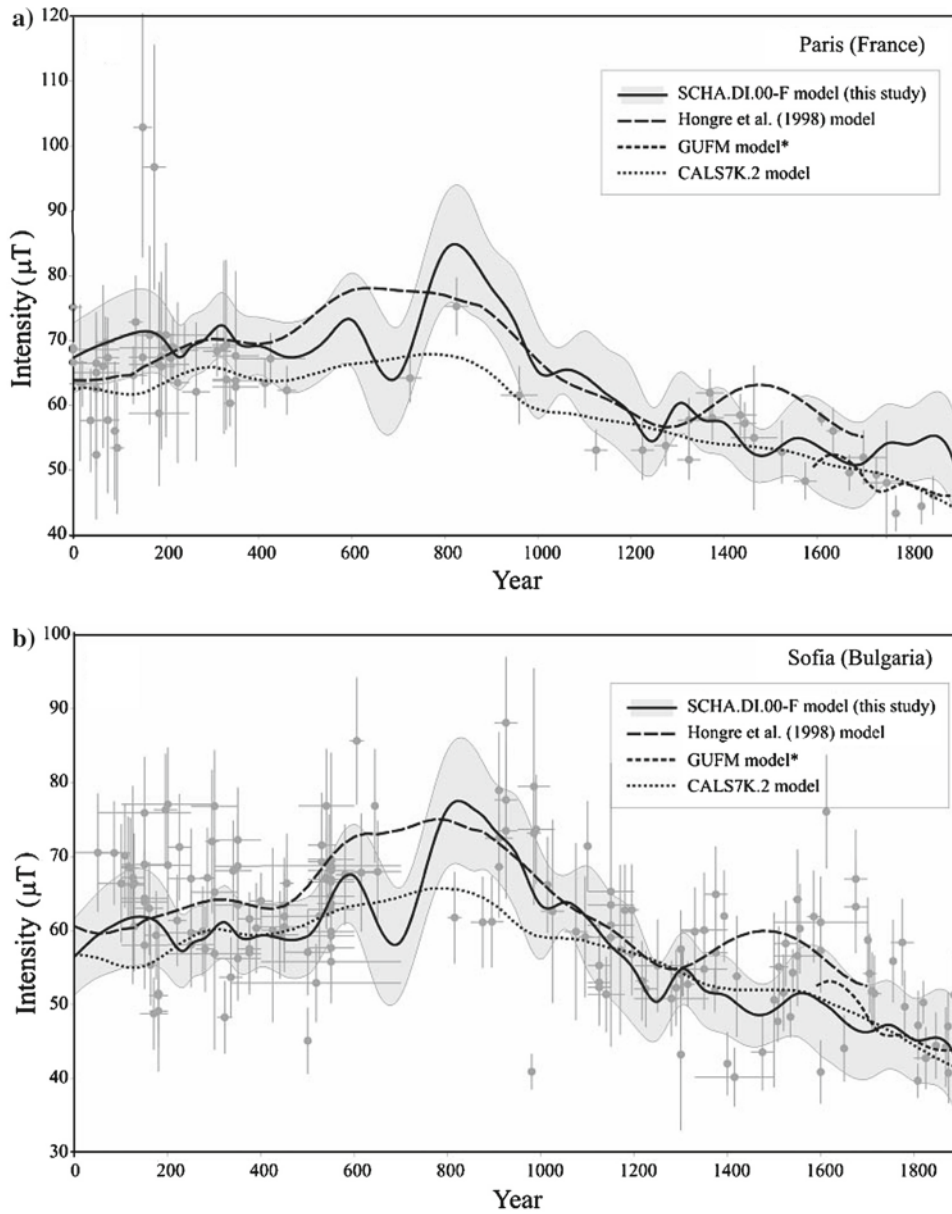 a)
120
110
100
90
80
70
60
50
40
Intensity (μT)
Paris (France)
SCHA.DI.00-F model (this study)
Hongre et al. (1998) model
GUFM model*
CALS7K.2 model
0 200 400 600 800 1000 1200 1400 1600 1800
Year
b)
100
90
80
70
60
50
40
30
Intensity (μT)
Sofia (Bulgaria)
SCHA.DI.00-F model (this study)
Hongre et al. (1998) model
GUFM model*
CALS7K.2 model
0 200 400 600 800 1000 1200 1400 1600 1800
Year